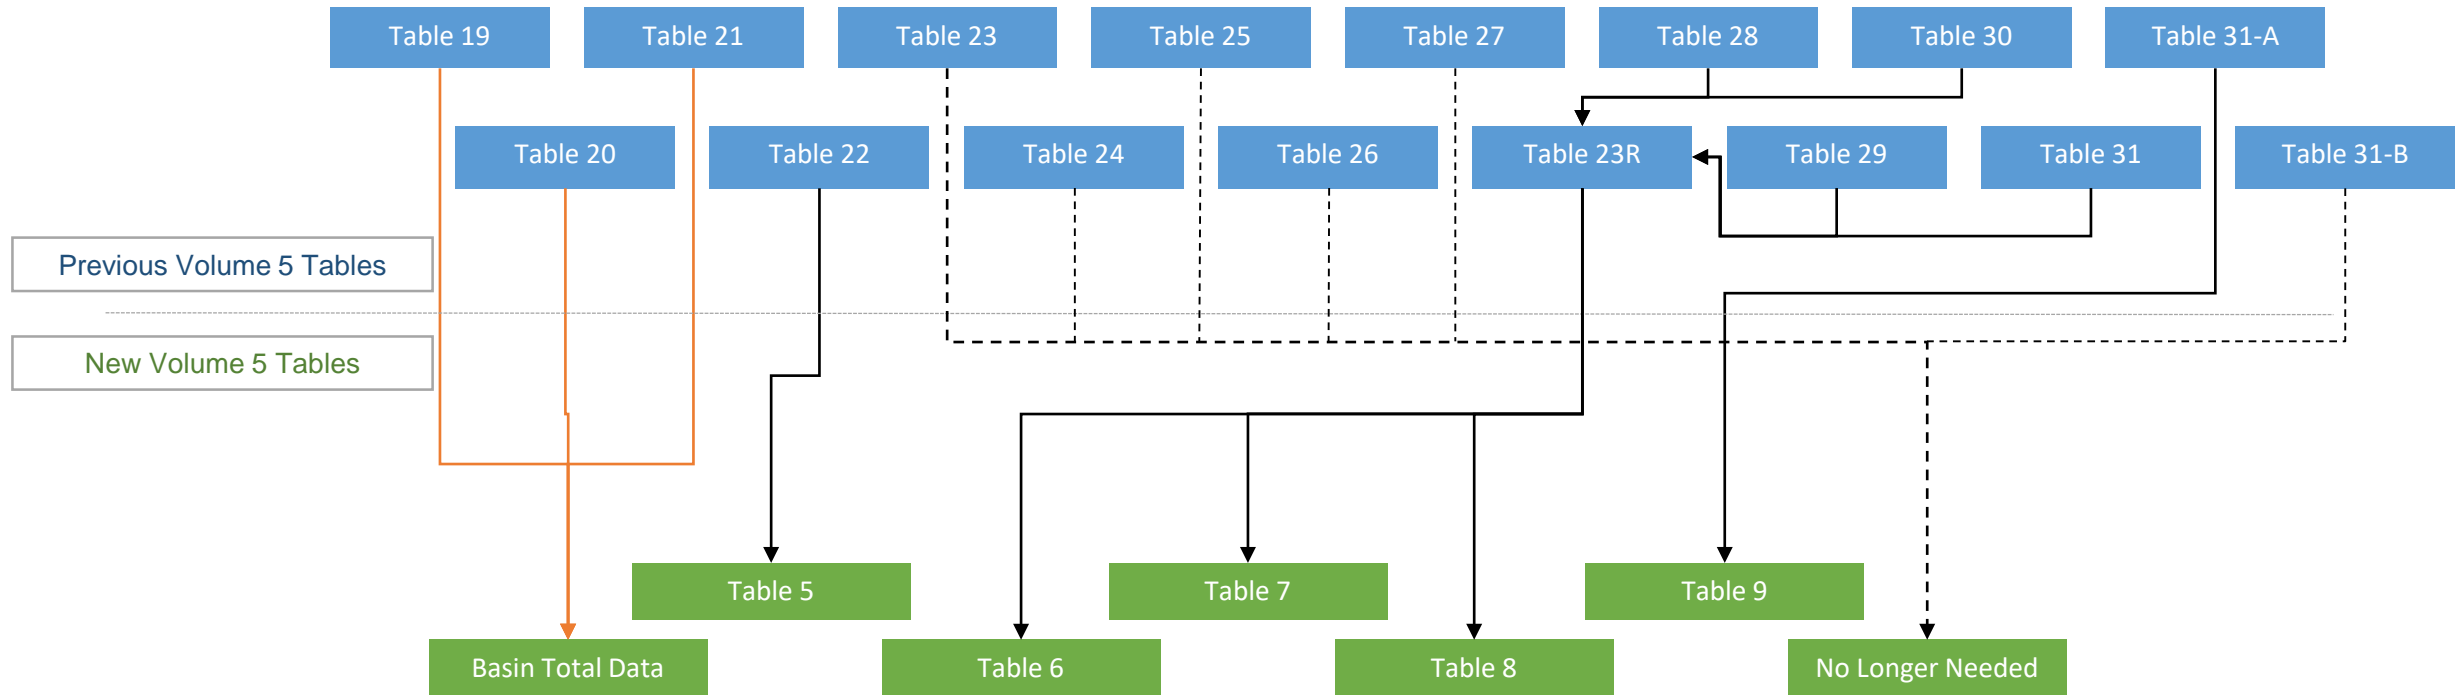 Table 19
Table 21
Table 23
Table 25
Table 27
Table 28
Table 30
Table 31-A
Table 20
Table 22
Table 24
Table 26
Table 23R
Table 29
Table 31
Table 31-B
Previous Volume 5 Tables
New Volume 5 Tables
Table 5
Table 7
Table 9
Basin Total Data
Table 6
Table 8
No Longer Needed